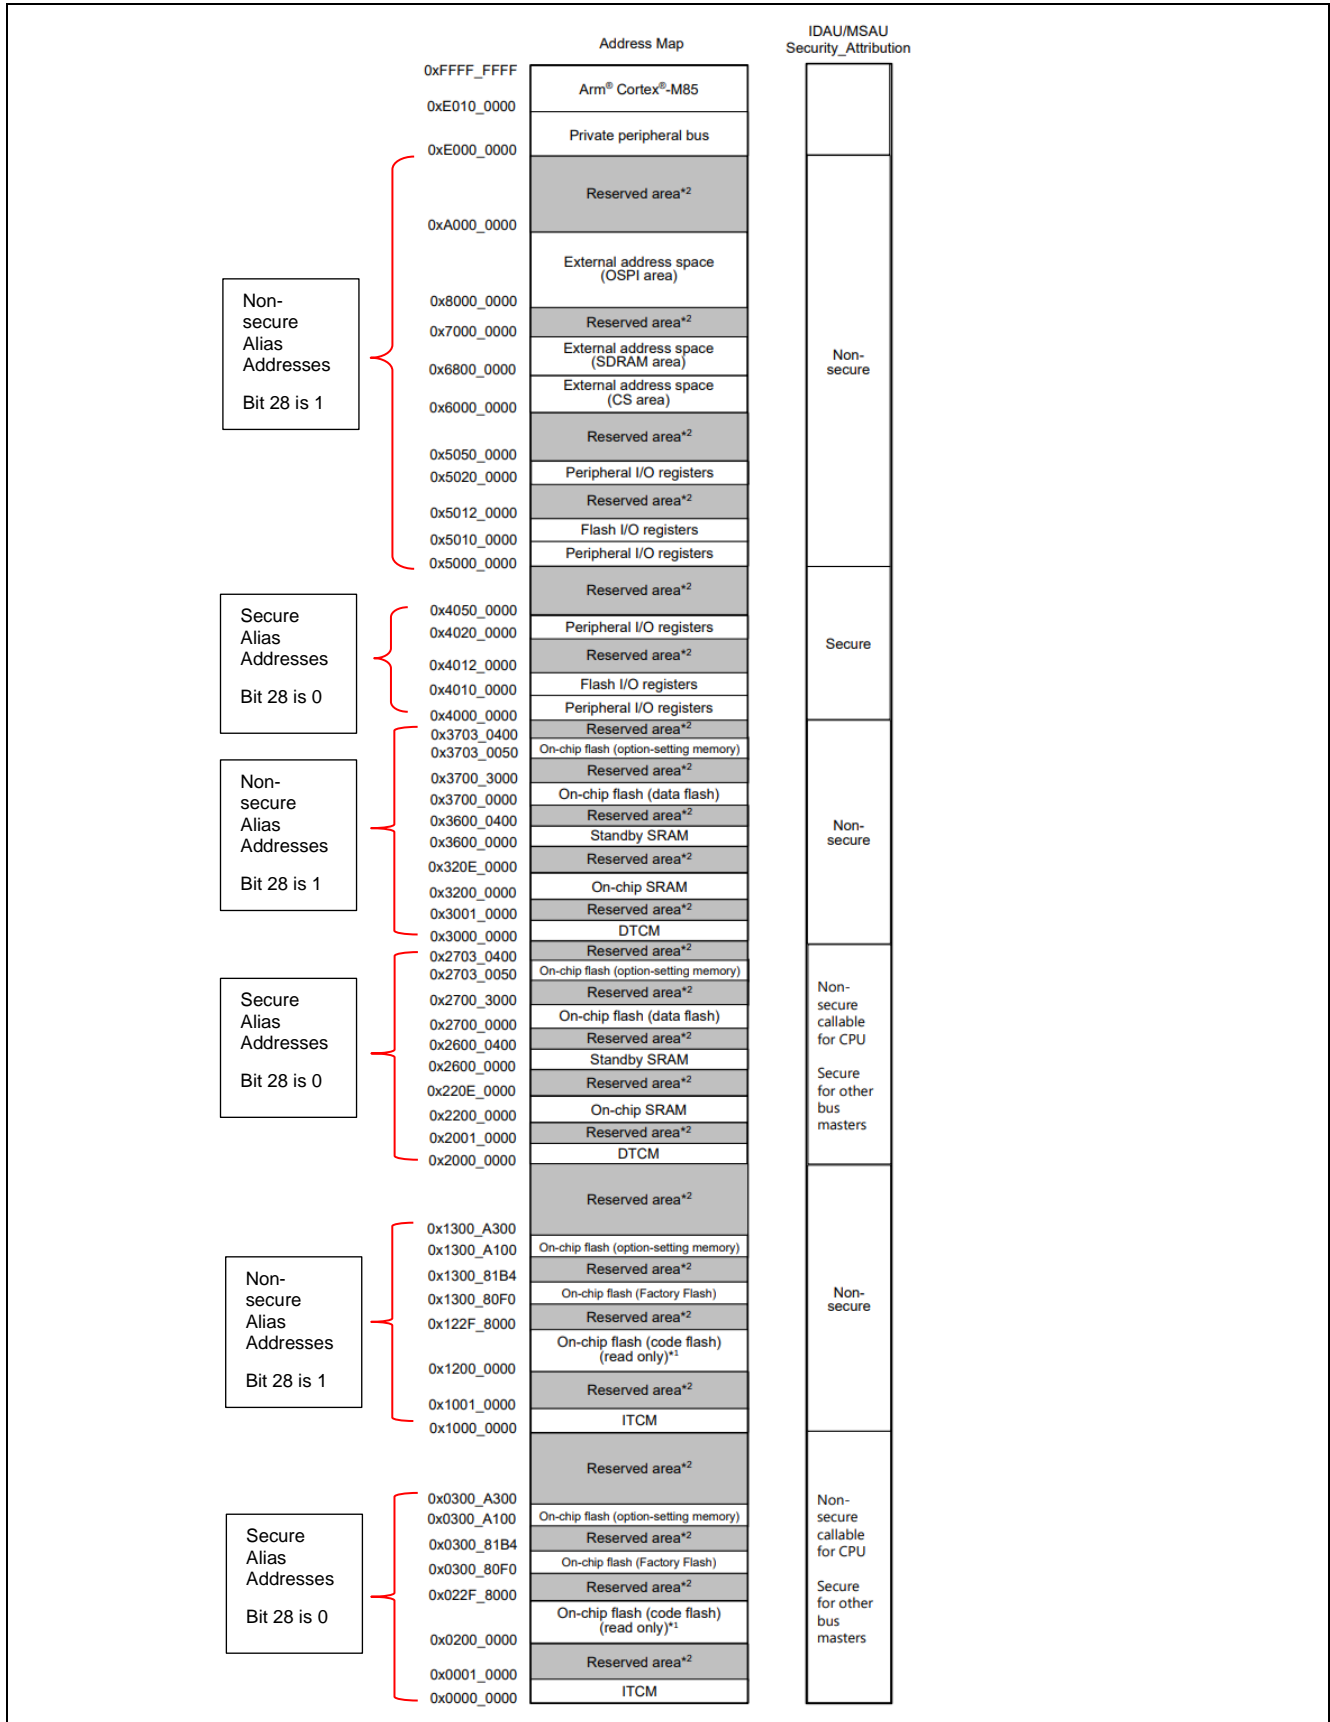 Address Map
IDAU/MSAU
Security_Attribution
0xFFFF_FFFF
Arm® Cortex®-M85
0xE010_0000
Private peripheral bus
0xE000_0000
Reserved area*2
0xA000_0000
External address space
(OSPI area)
0x8000_0000
Reserved area*2
0x7000_0000
External address space
(SDRAM area)
0x6800_0000
External address space
(CS area)
0x6000_0000
Reserved area*2
0x5050_0000
Peripheral I/O registers
0x5020_0000
Reserved area*2
0x5012_0000
Flash I/O registers
0x5010_0000
Peripheral I/O registers
0x5000_0000
Non-
secure
Alias
Addresses
Bit 28 is 1
Non-
secure
Reserved area*2
0x4050_0000
Peripheral I/O registers
0x4020_0000
Reserved area*2
0x4012_0000
Flash I/O registers
0x4010_0000
Peripheral I/O registers
0x4000_0000
Secure
Alias
Addresses
Bit 28 is 0
Secure
Reserved area*2
0x3703_0400
On-chip flash (option-setting memory)
0x3703_0050
Reserved area*2
0x3700_3000
On-chip flash (data flash)
0x3700_0000
Reserved area*2
0x3600_0400
Standby SRAM
0x3600_0000
Reserved area*2
0x320E_0000
On-chip SRAM
0x3200_0000
Reserved area*2
0x3001_0000
DTCM
0x3000_0000
Non-
secure
Alias
Addresses
Bit 28 is 1
Non-
secure
Reserved area*2
0x2703_0400
On-chip flash (option-setting memory)
0x2703_0050
Reserved area*2
0x2700_3000
On-chip flash (data flash)
0x2700_0000
Reserved area*2
0x2600_0400
Standby SRAM
0x2600_0000
Reserved area*2
0x220E_0000
On-chip SRAM
0x2200_0000
Reserved area*2
0x2001_0000
DTCM
0x2000_0000
Secure
Alias
Addresses
Bit 28 is 0
Non-
secure
callable
for CPU
Secure
for other
bus
masters
Reserved area*2
0x1300_A300
On-chip flash (option-setting memory)
0x1300_A100
Reserved area*2
0x1300_81B4
On-chip flash (Factory Flash)
0x1300_80F0
Reserved area*2
0x122F_8000
On-chip flash (code flash)
(read only)*1
0x1200_0000
Reserved area*2
0x1001_0000
ITCM
0x1000_0000
Non-
secure
Alias
Addresses
Bit 28 is 1
Non-
secure
Reserved area*2
0x0300_A300
On-chip flash (option-setting memory)
0x0300_A100
Reserved area*2
0x0300_81B4
On-chip flash (Factory Flash)
0x0300_80F0
Reserved area*2
0x022F_8000
On-chip flash (code flash)
(read only)*1
0x0200_0000
Reserved area*2
0x0001_0000
ITCM
0x0000_0000
Secure
Alias
Addresses
Bit 28 is 0
Non-
secure
callable
for CPU
Secure
for other
bus
masters